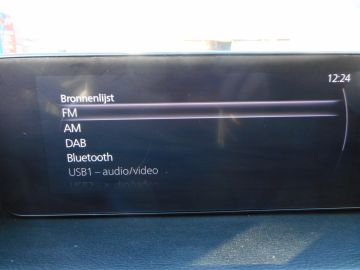 12:24
Bronnenlijst
FM
AM
DAB
Bluetooth
USB1 – audio/video